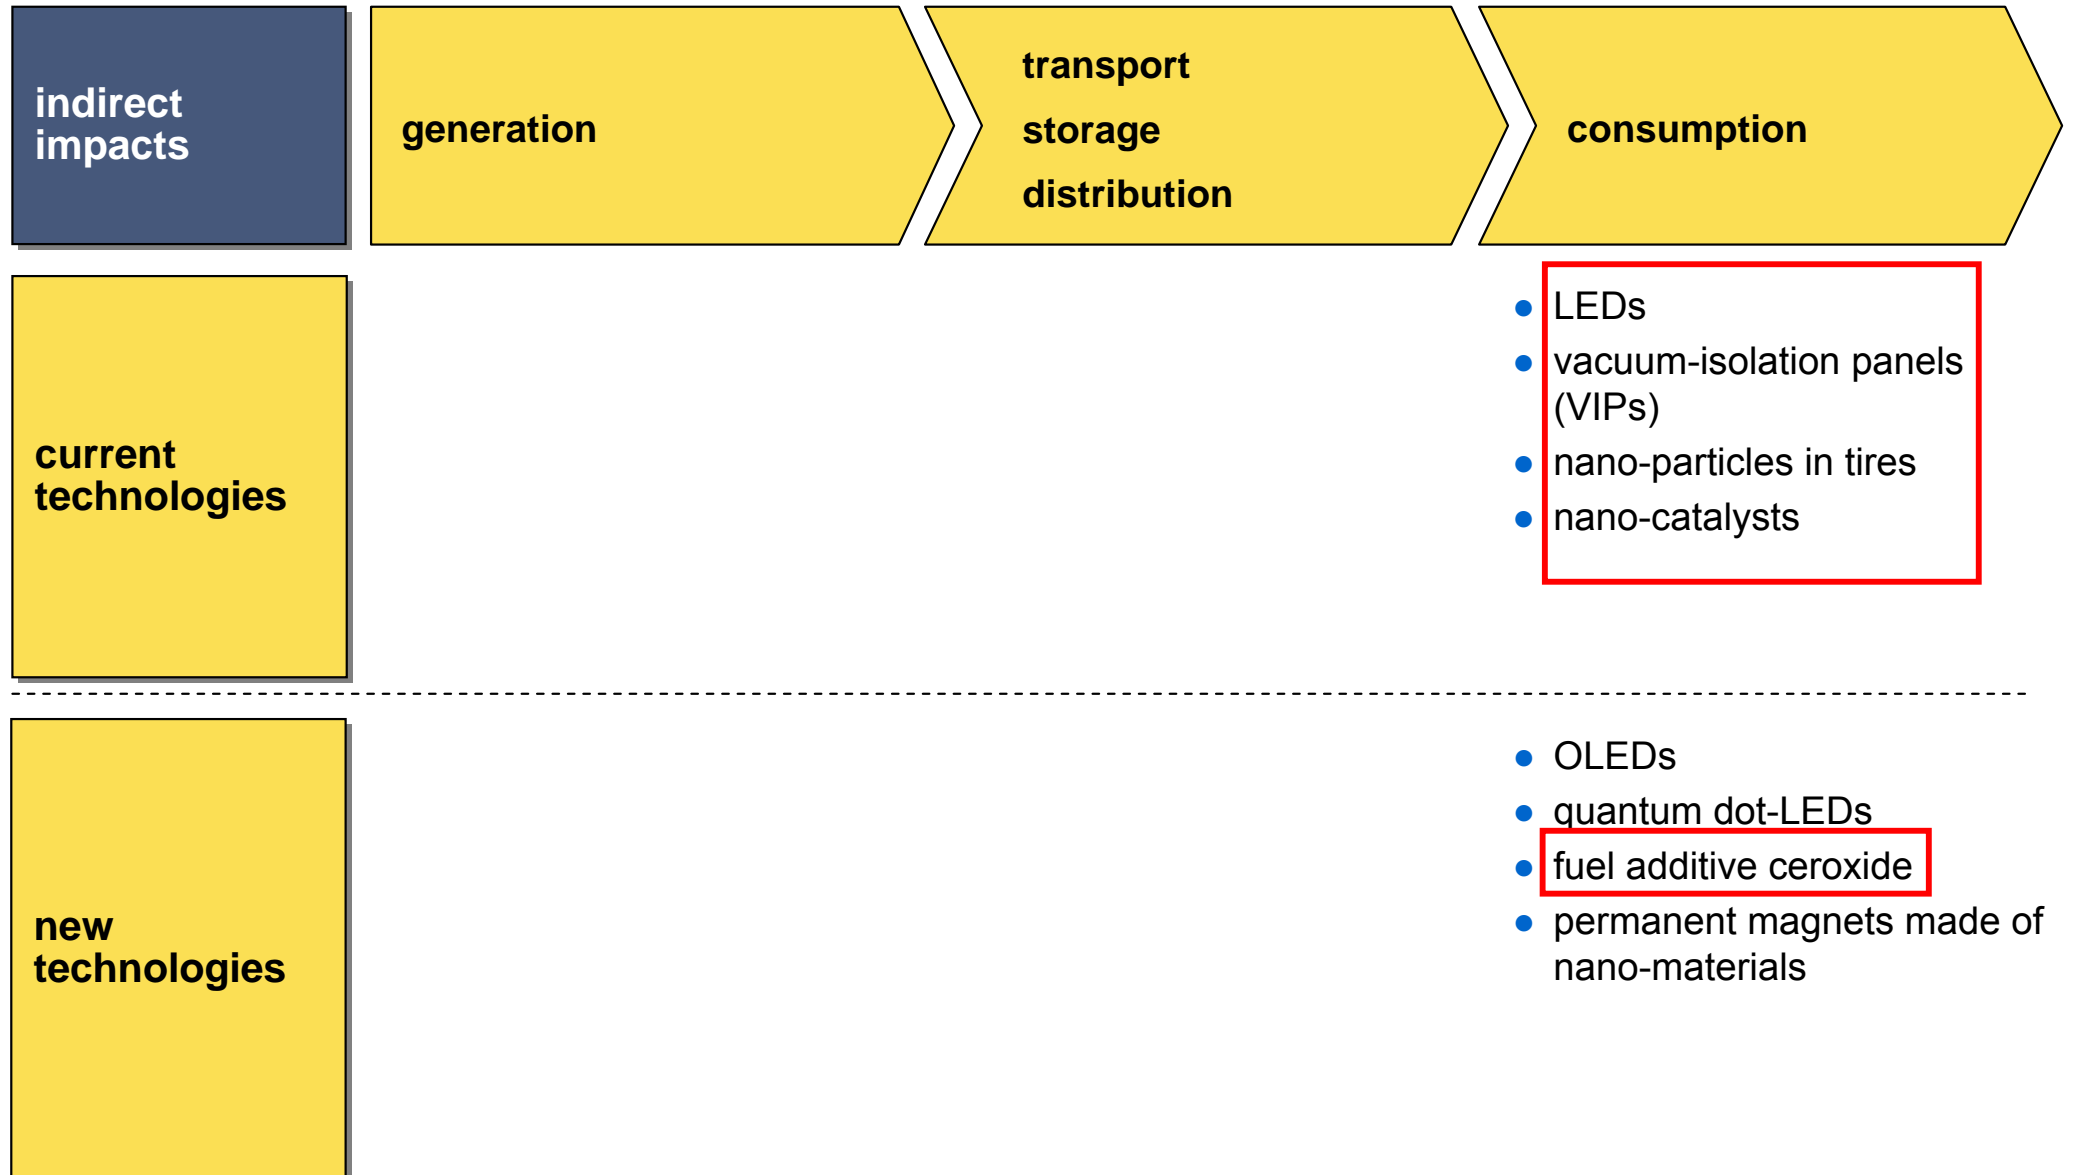 indirect
impacts
generation
transport
storage
distribution
consumption
current
technologies
● LEDs
● vacuum-isolation panels
(VIPs)
● nano-particles in tires
● nano-catalysts
new
technologies
● OLEDs
● quantum dot-LEDs
● fuel additive ceroxide
● permanent magnets made of
nano-materials